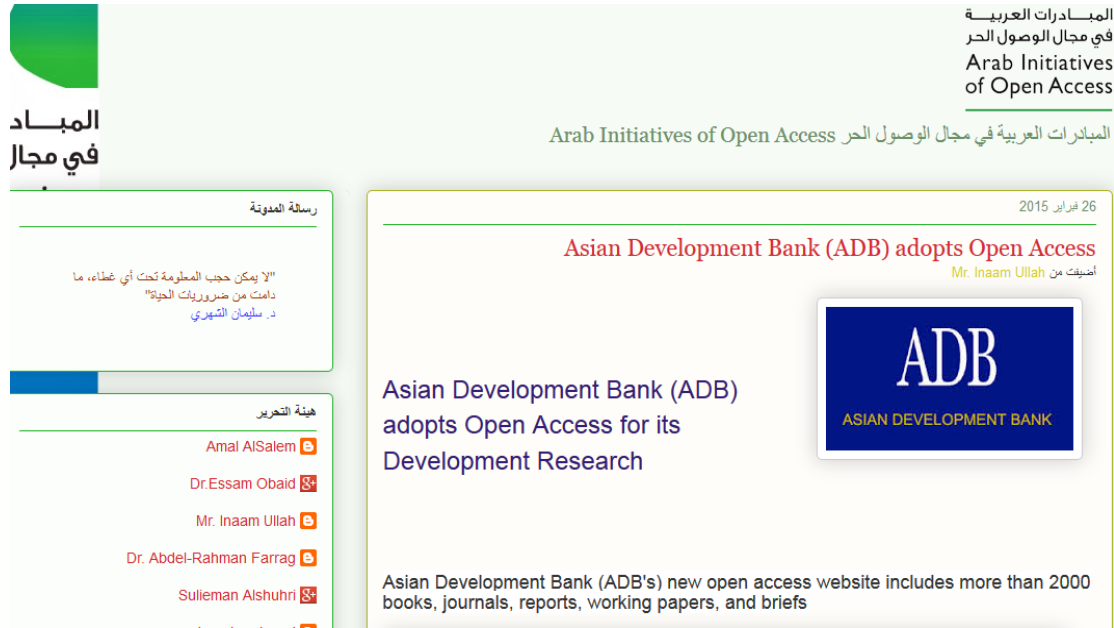 المبـــادرات العربيـــة
في مجال الوصول الحر
Arab Initiatives
of Open Access
المبـــاد
في مجال
المبادرات العربية في مجال الوصول الحر Arab Initiatives of Open Access
26 فبراير 2015
Asian Development Bank (ADB) adopts Open Access
أضيفت من Mr. Inaam Ullah
ADB
ASIAN DEVELOPMENT BANK
Asian Development Bank (ADB)
adopts Open Access for its
Development Research
Asian Development Bank (ADB's) new open access website includes more than 2000
books, journals, reports, working papers, and briefs
رسالة المدونة
"لا يمكن حجب المعلومة تحت أي غطاء، ما
دامت من ضروريات الحياة"
د. سليمان الشهري
هيئة التحرير
Amal AlSalem
Dr.Essam Obaid
Mr. Inaam Ullah
Dr. Abdel-Rahman Farrag
Sulieman Alshuhri